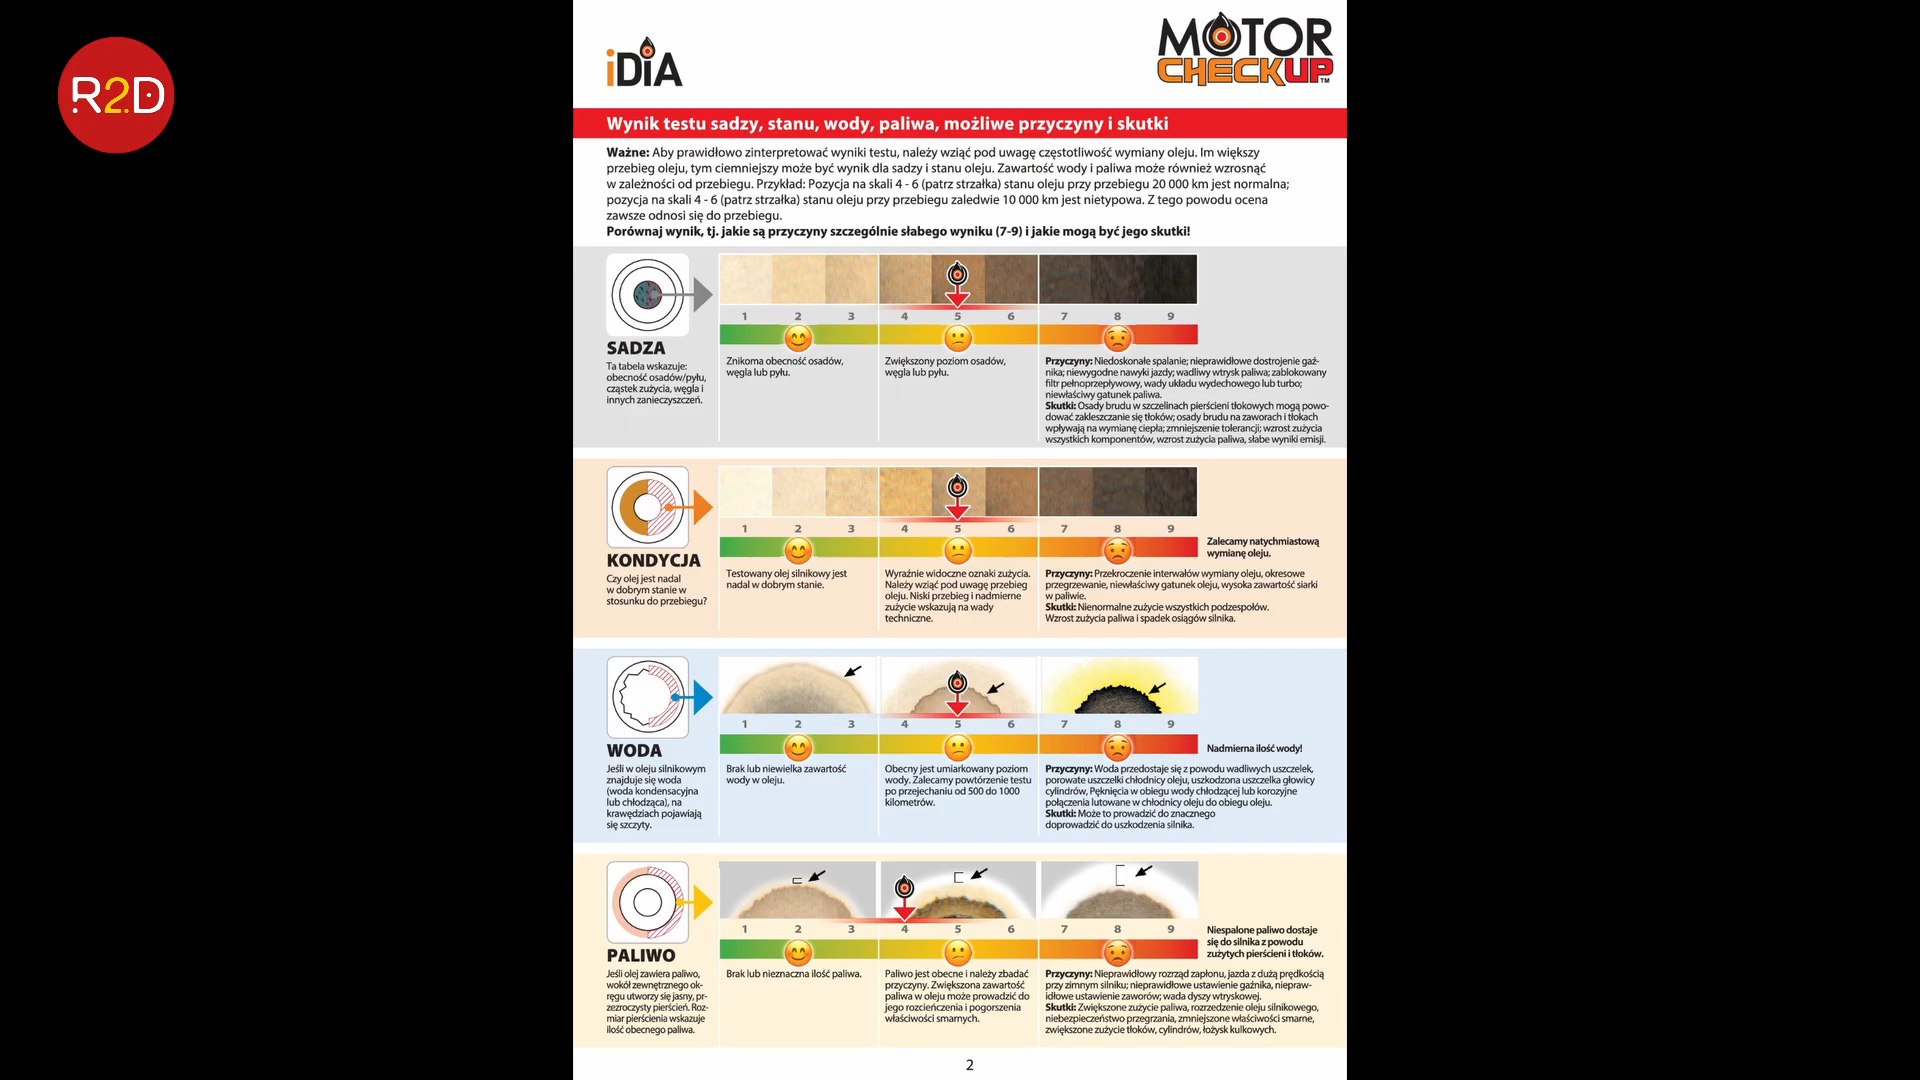 R2D
iDiA
MOTOR
CHECKUP™
Wynik testu sadzy, stanu, wody, paliwa, możliwe przyczyny i skutki
Ważne: Aby prawidłowo zinterpretować wyniki testu, należy wziąć pod uwagę częstotliwość wymiany oleju. Im większy
przebieg oleju, tym ciemniejszy może być wynik dla sadzy i stanu oleju. Zawartość wody i paliwa może również wzrosnąć
w zależności od przebiegu. Przykład: Pozycja na skali 4 - 6 (patrz strzałka) stanu oleju przy przebiegu 20 000 km jest normalna;
pozycja na skali 4 - 6 (patrz strzałka) stanu oleju przy przebiegu zaledwie 10 000 km jest nietypowa. Z tego powodu ocena
zawsze odnosi się do przebiegu.
Porównaj wynik, tj. jakie są przyczyny szczególnie słabego wyniku (7-9) i jakie mogą być jego skutki!
SADZA
Ta tabela wskazuje:
obecność osadów/pyłu,
cząstek zużycia, węgla i
innych zanieczyszczeń.
1 2 3 4 5 6 7 8 9
Znikoma obecność osadów,
węgla lub pyłu.
Zwiększony poziom osadów,
węgla lub pyłu.
Przyczyny: Niedoskonałe spalanie; nieprawidłowe dostrojenie gaź-
nika; niewygodne nawyki jazdy; wadliwy wtrysk paliwa; zablokowany
filtr pełnoprzepływowy, wady układu wydechowego lub turbo;
niewłaściwy gatunek paliwa.
Skutki: Osady brudu w szczelinach pierścieni tłokowych mogą powo-
dować zakleszczanie się tłoków; osady brudu na zaworach i tłokach
wpływają na wymianę ciepła; zmniejszenie tolerancji; wzrost zużycia
wszystkich komponentów, wzrost zużycia paliwa, słabe wyniki emisji.
KONDYCJA
Czy olej jest nadal
w dobrym stanie w
stosunku do przebiegu?
1 2 3 4 5 6 7 8 9
Testowany olej silnikowy jest
nadal w dobrym stanie.
Wyraźnie widoczne oznaki zużycia.
Należy wziąć pod uwagę przebieg
oleju. Niski przebieg i nadmierne
zużycie wskazują na wady
techniczne.
Przyczyny: Przekroczenie interwałów wymiany oleju, okresowe
przegrzewanie, niewłaściwy gatunek oleju, wysoka zawartość siarki
w paliwie.
Skutki: Nienormalne zużycie wszystkich podzespołów.
Wzrost zużycia paliwa i spadek osiągów silnika.
Zalecamy natychmiastową
wymianę oleju.
WODA
Jeśli w oleju silnikowym
znajduje się woda
(woda kondensacyjna
lub chłodząca), na
krawędziach pojawiają
się szczyty.
1 2 3 4 5 6 7 8 9
Brak lub niewielka zawartość
wody w oleju.
Obecny jest umiarkowany poziom
wody. Zalecamy powtórzenie testu
po przejechaniu od 500 do 1000
kilometrów.
Przyczyny: Woda przedostaje się z powodu wadliwych uszczelek,
porowate uszczelki chłodnicy oleju, uszkodzona uszczelka głowicy
cylindrów, Pęknięcia w obiegu wody chłodzącej lub korozyjne
połączenia lutowane w chłodnicy oleju do obiegu oleju.
Skutki: Może to prowadzić do znacznego
doprowadzić do uszkodzenia silnika.
Nadmierna ilość wody!
PALIWO
Jeśli olej zawiera paliwo,
wokół zewnętrznego ok-
ręgu utworzy się jasny, pr-
zezroczysty pierścień. Roz-
miar pierścienia wskazuje
ilość obecnego paliwa.
1 2 3 4 5 6 7 8 9
Brak lub nieznaczna ilość paliwa.
Paliwo jest obecne i należy zbadać
przyczyny. Zwiększona zawartość
paliwa w oleju może prowadzić do
jego rozcieńczenia i pogorszenia
właściwości smarnych.
Przyczyny: Nieprawidłowy rozrząd zapłonu, jazda z dużą prędkością
przy zimnym silniku; nieprawidłowe ustawienie gaźnika, niepraw-
idłowe ustawienie zaworów; wada dyszy wtryskowej.
Skutki: Zwiększone zużycie paliwa, rozrzedzenie oleju silnikowego,
niebezpieczeństwo przegrzania, zmniejszone właściwości smarne,
zwiększone zużycie tłoków, cylindrów, łożysk kulkowych.
Niespalone paliwo dostaje
się do silnika z powodu
zużytych pierścieni i tłoków.
2